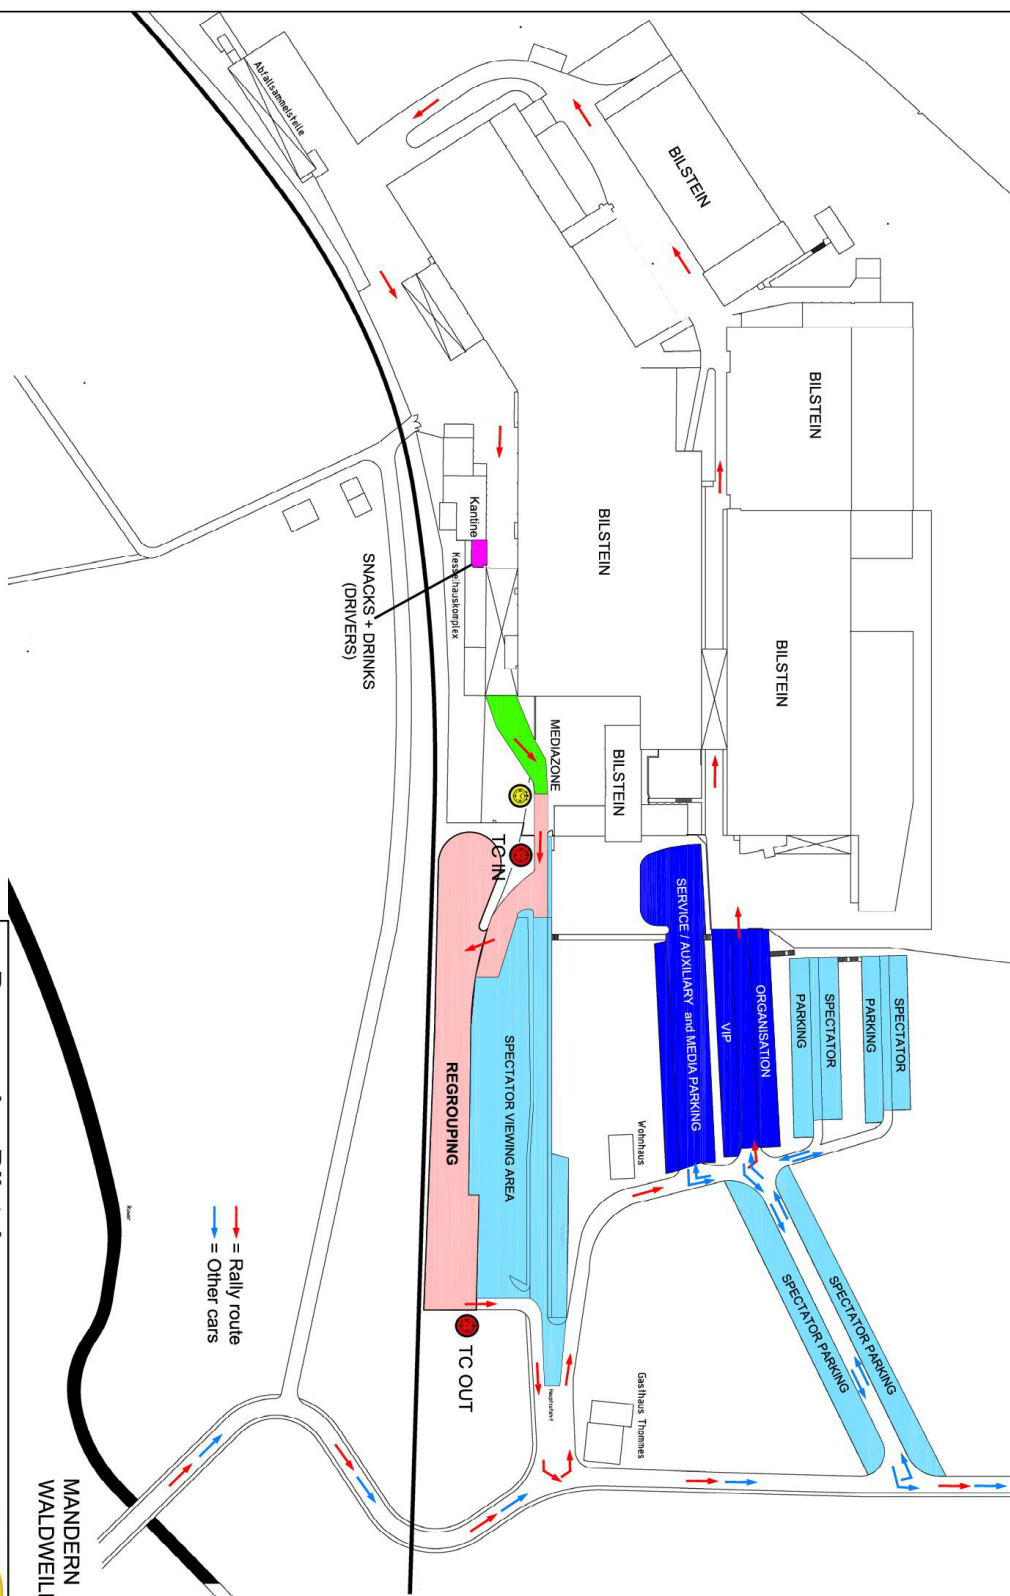 Abfallsammelstelle
BILSTEIN
BILSTEIN
BILSTEIN
BILSTEIN
BILSTEIN
Kantine
Kesselhauskomplex
SNACKS + DRINKS
(DRIVERS)
MEDIAZONE
TC IN
SERVICE / AUXILIARY and MEDIA PARKING
VIP
ORGANISATION
SPECTATOR
PARKING
SPECTATOR
PARKING
SPECTATOR VIEWING AREA
REGROUPING
Wohnhaus
SPECTATOR PARKING
SPECTATOR PARKING
TC OUT
Hauptzufahrt
Gasthaus Thommes
Ruwer
= Rally route
= Other cars
MANDERN